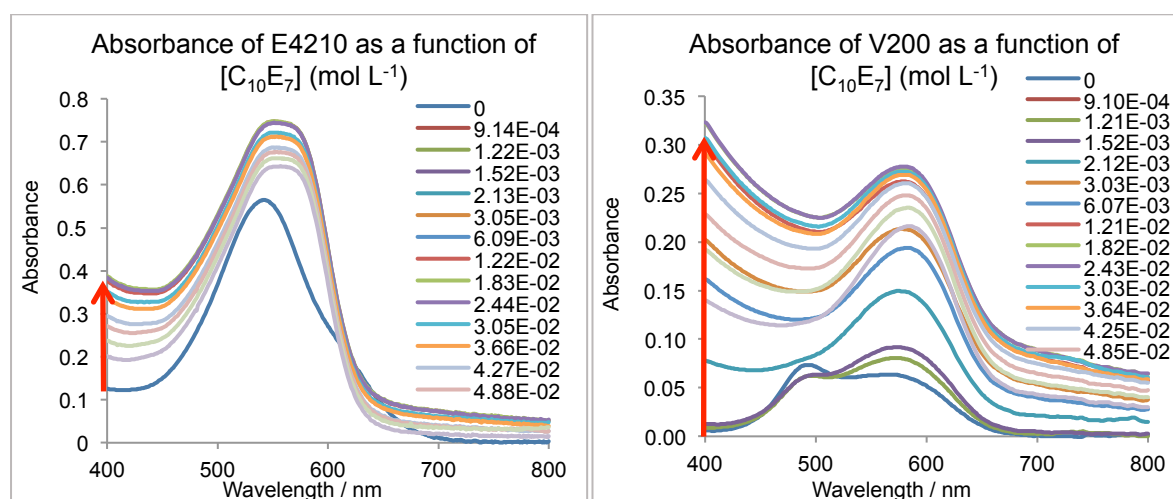 Absorbance of E4210 as a function of
[C₁₀E₇] (mol L⁻¹)
Absorbance
0.8
0.7
0.6
0.5
0.4
0.3
0.2
0.1
0
400
500
600
700
800
Wavelength / nm
0
9.14E-04
1.22E-03
1.52E-03
2.13E-03
3.05E-03
6.09E-03
1.22E-02
1.83E-02
2.44E-02
3.05E-02
3.66E-02
4.27E-02
4.88E-02
Absorbance of V200 as a function of
[C₁₀E₇] (mol L⁻¹)
Absorbance
0.35
0.30
0.25
0.20
0.15
0.10
0.05
0.00
400
500
600
700
800
Wavelength / nm
0
9.10E-04
1.21E-03
1.52E-03
2.12E-03
3.03E-03
6.07E-03
1.21E-02
1.82E-02
2.43E-02
3.03E-02
3.64E-02
4.25E-02
4.85E-02